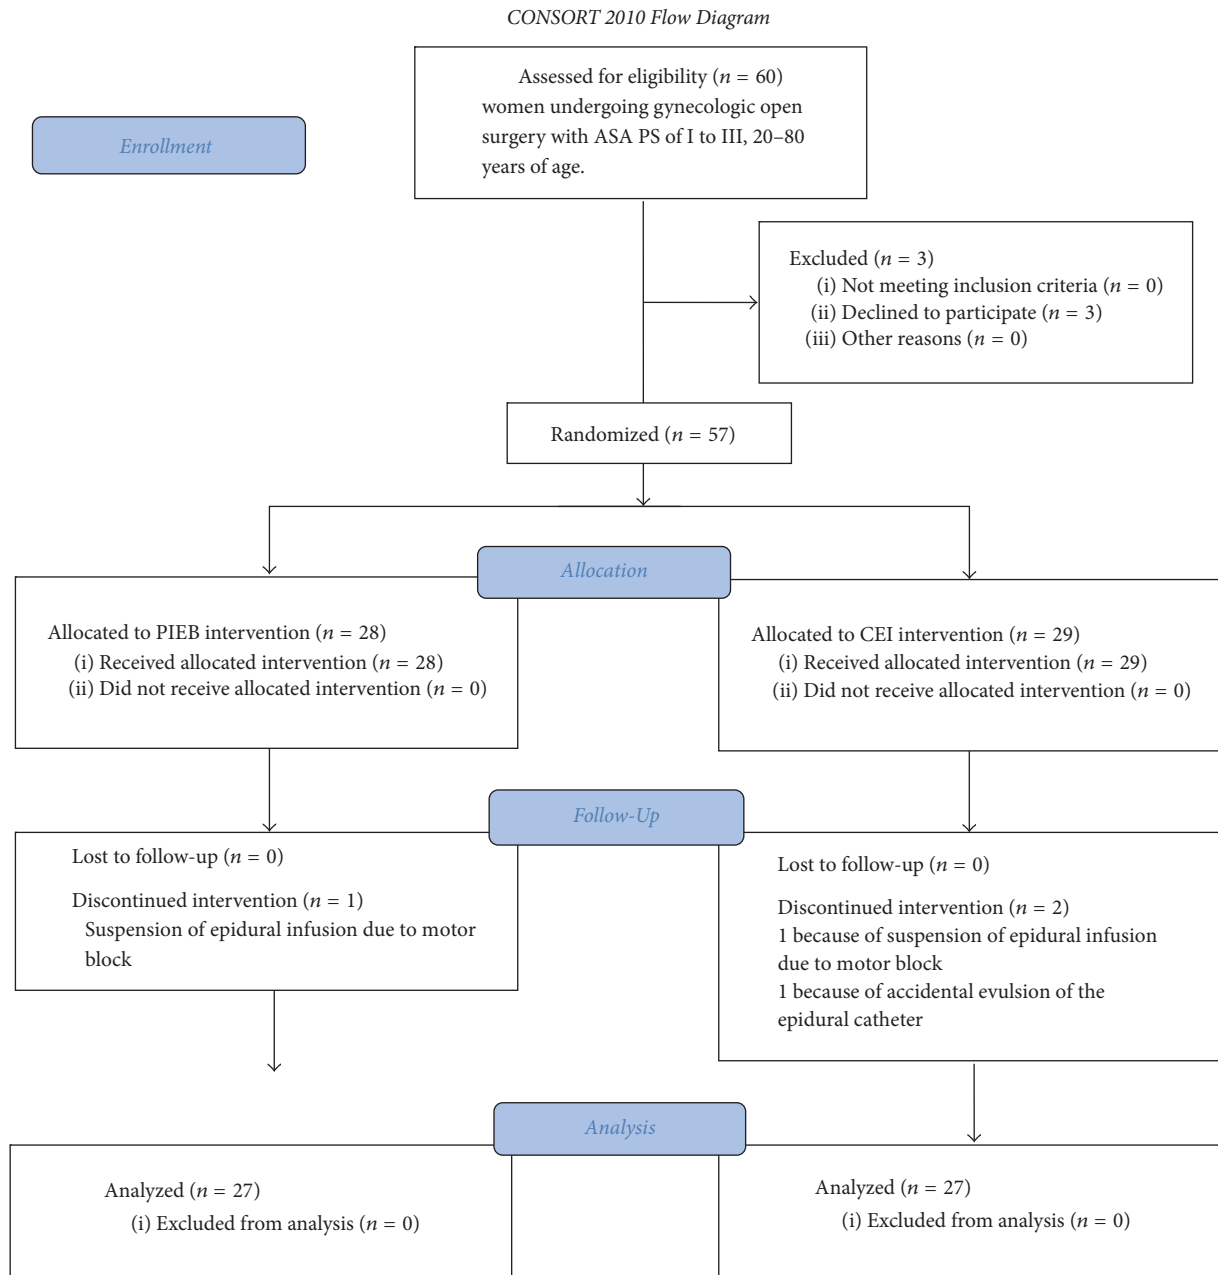 CONSORT 2010 Flow Diagram
Assessed for eligibility (n = 60)
women undergoing gynecologic open
surgery with ASA PS of I to III, 20–80
years of age.
Enrollment
Excluded (n = 3)
(i) Not meeting inclusion criteria (n = 0)
(ii) Declined to participate (n = 3)
(iii) Other reasons (n = 0)
Randomized (n = 57)
Allocation
Allocated to PIEB intervention (n = 28)
(i) Received allocated intervention (n = 28)
(ii) Did not receive allocated intervention (n = 0)
Allocated to CEI intervention (n = 29)
(i) Received allocated intervention (n = 29)
(ii) Did not receive allocated intervention (n = 0)
Follow-Up
Lost to follow-up (n = 0)
Discontinued intervention (n = 1)
Suspension of epidural infusion due to motor
block
Lost to follow-up (n = 0)
Discontinued intervention (n = 2)
1 because of suspension of epidural infusion
due to motor block
1 because of accidental evulsion of the
epidural catheter
Analysis
Analyzed (n = 27)
(i) Excluded from analysis (n = 0)
Analyzed (n = 27)
(i) Excluded from analysis (n = 0)